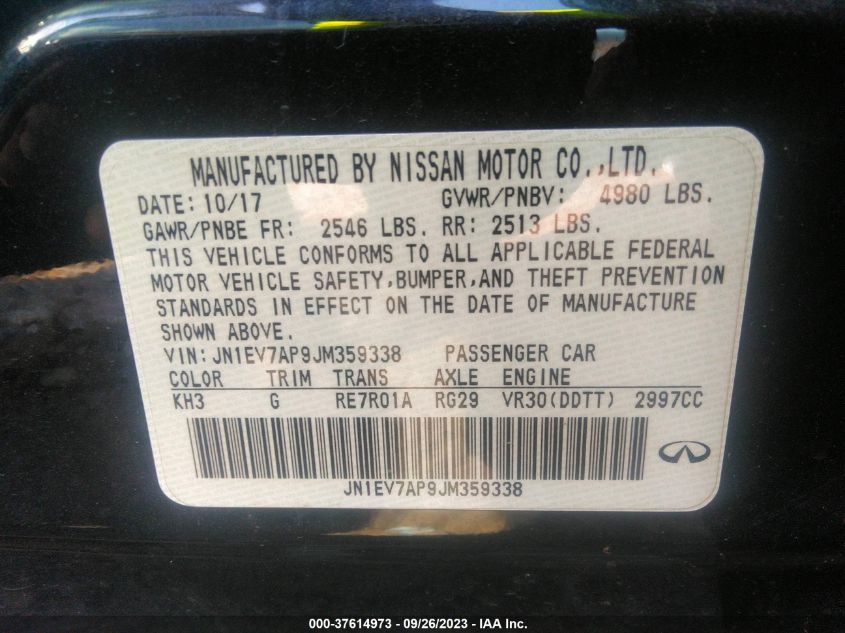 MANUFACTURED BY NISSAN MOTOR CO.,LTD.
DATE: 10/17 GVWR/PNBV: 4980 LBS.
GAWR/PNBE FR: 2546 LBS. RR: 2513 LBS.
THIS VEHICLE CONFORMS TO ALL APPLICABLE FEDERAL
MOTOR VEHICLE SAFETY,BUMPER,AND THEFT PREVENTION
STANDARDS IN EFFECT ON THE DATE OF MANUFACTURE
SHOWN ABOVE.
VIN:JN1EV7AP9JM359338 PASSENGER CAR
COLOR TRIM TRANS AXLE ENGINE
KH3 G RE7R01A RG29 VR30(DDTT) 2997CC
JN1EV7AP9JM359338
000-37614973 - 09/26/2023 - IAA Inc.